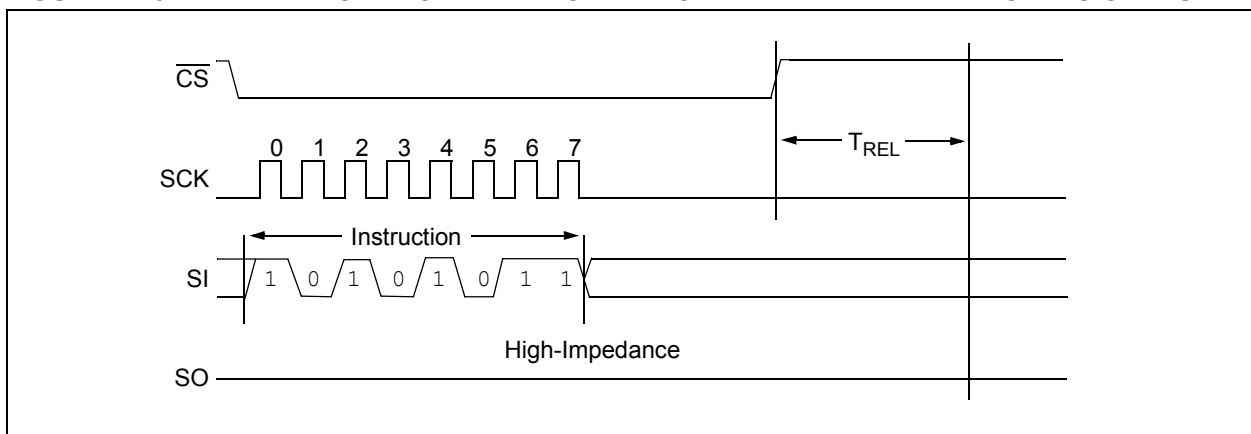 CS
0 1 2 3 4 5 6 7
T_REL
SCK
Instruction
SI
1 0 1 0 1 0 1 1
High-Impedance
SO